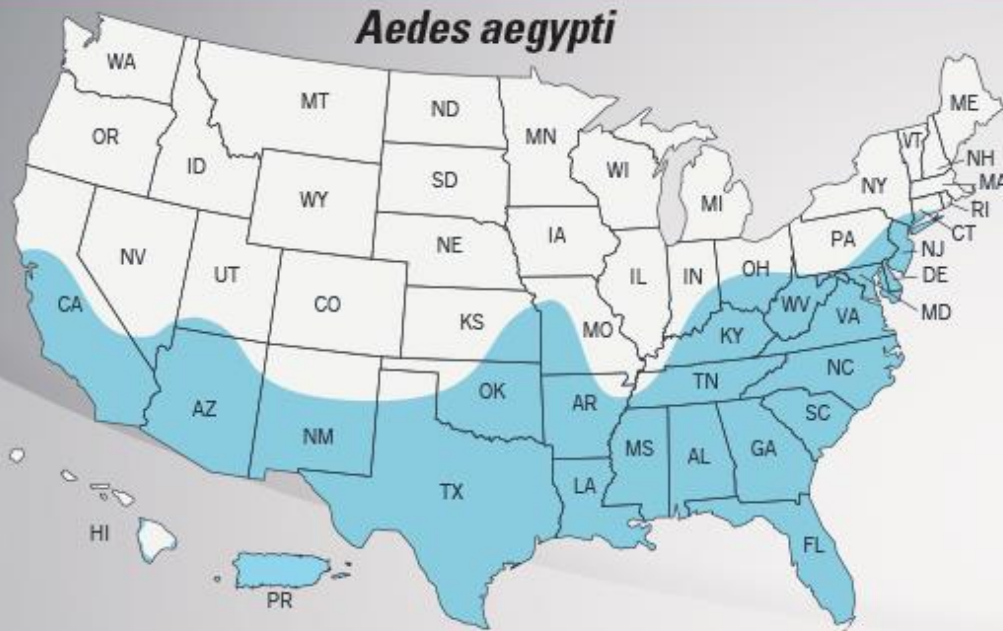 Aedes aegypti
WA
MT
ND
MN
ME
OR
ID
WY
SD
WI
MI
VT
NH
NY
MA
RI
CT
NV
UT
CO
NE
IA
IL
IN
OH
PA
NJ
DE
MD
CA
KS
MO
KY
WV
VA
AZ
NM
OK
AR
TN
NC
SC
TX
LA
MS
AL
GA
FL
HI
PR